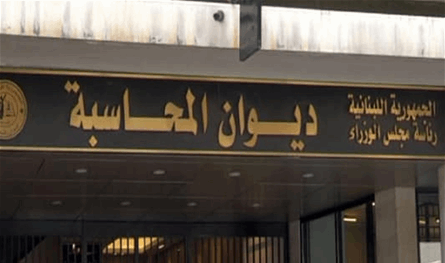 الجمهورية اللبنانية
رئاسة مجلس الوزراء
ديوان المحاسبة